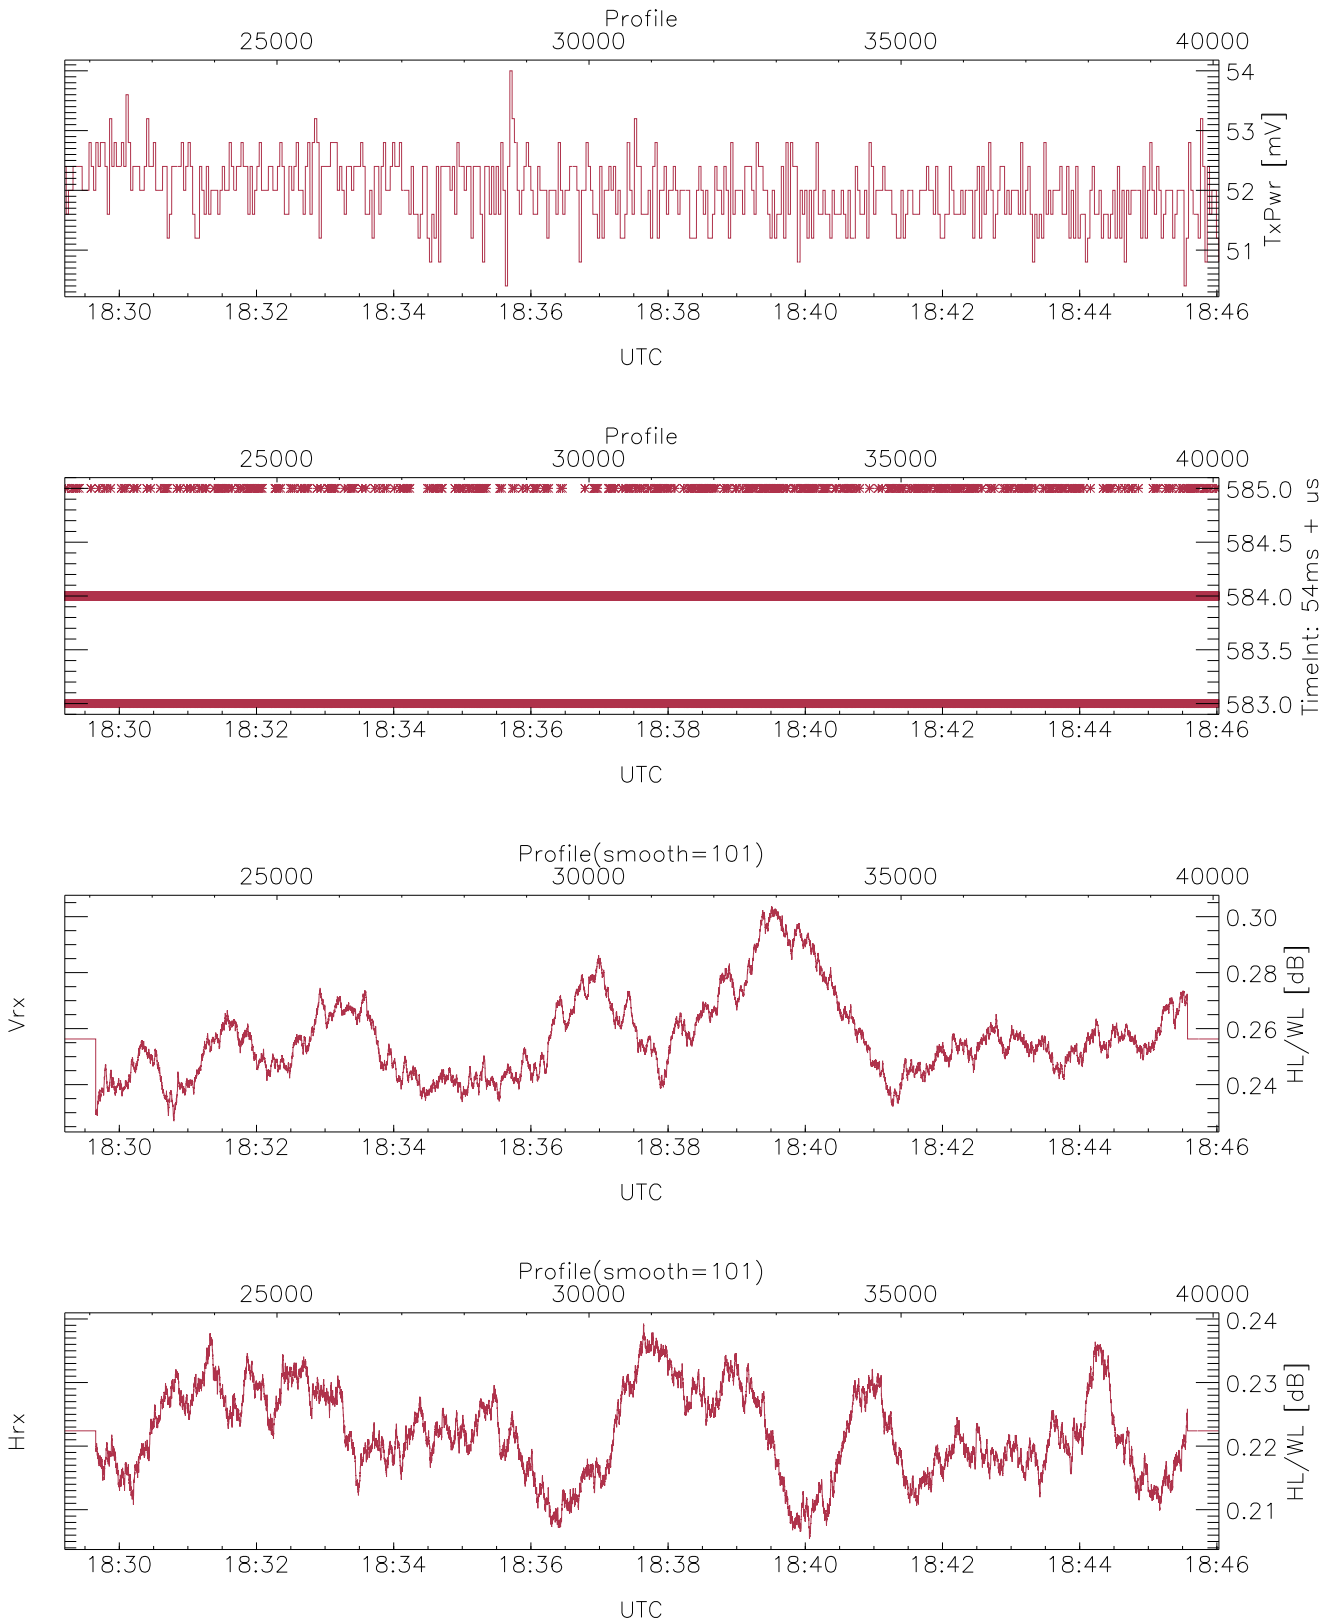 Profile
25000 30000 35000 40000
54
53
52
51
TxPwr [mV]
18:30 18:32 18:34 18:36 18:38 18:40 18:42 18:44 18:46
UTC
Profile
25000 30000 35000 40000
585.0
584.5
584.0
583.5
583.0
TimeInt: 54ms + us
18:30 18:32 18:34 18:36 18:38 18:40 18:42 18:44 18:46
UTC
Profile(smooth=101)
25000 30000 35000 40000
Vrx
0.30
0.28
0.26
0.24
HL/WL [dB]
18:30 18:32 18:34 18:36 18:38 18:40 18:42 18:44 18:46
UTC
Profile(smooth=101)
25000 30000 35000 40000
Hrx
0.24
0.23
0.22
0.21
HL/WL [dB]
18:30 18:32 18:34 18:36 18:38 18:40 18:42 18:44 18:46
UTC